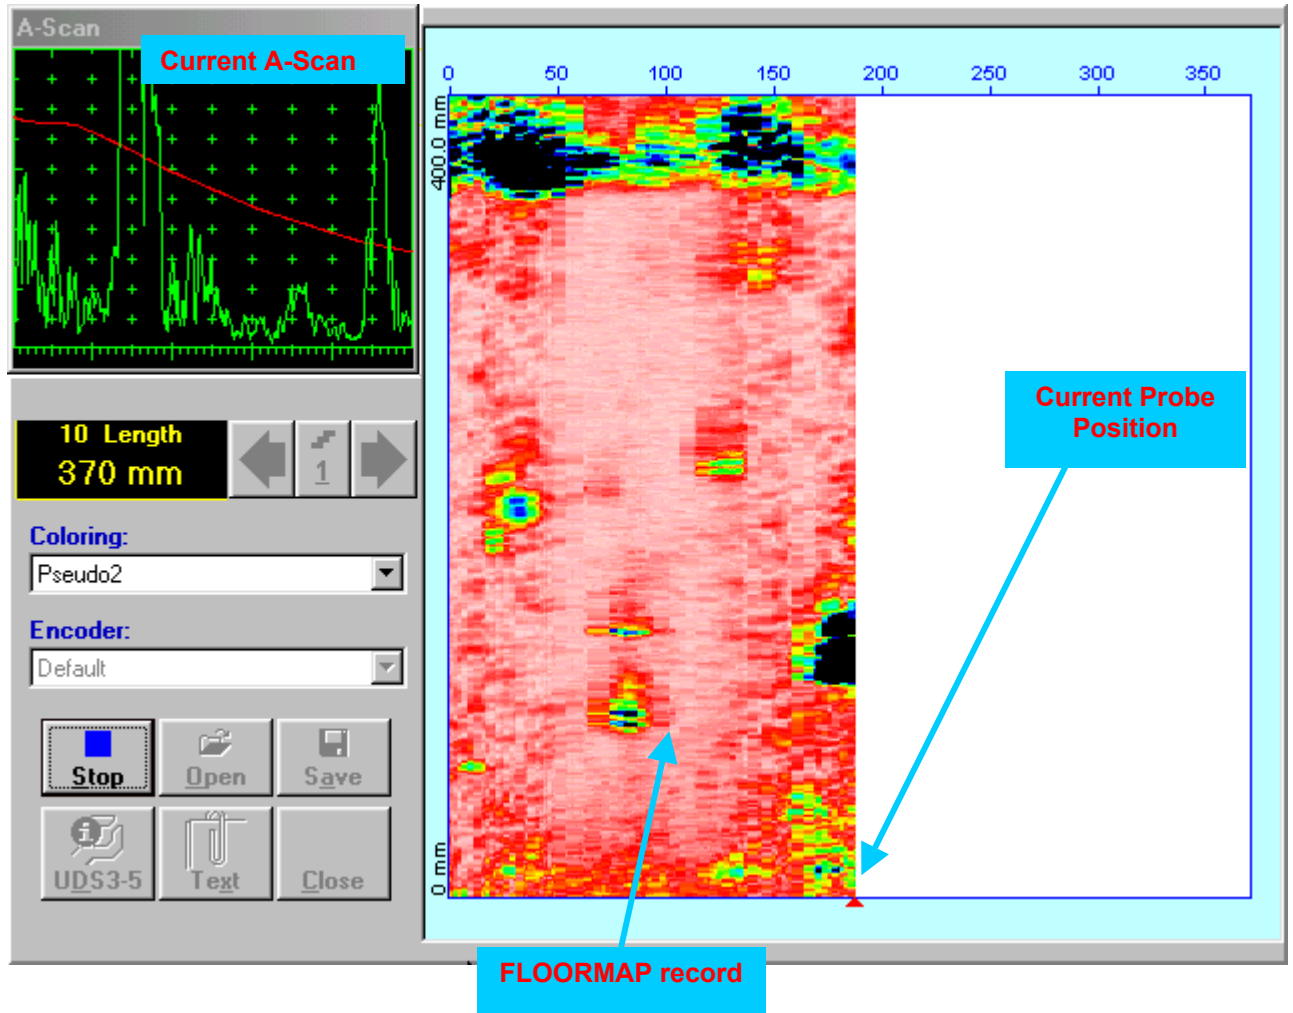 A-Scan
Current A-Scan
0 50 100 150 200 250 300 350
400.0 mm
0 mm
10 Length
370 mm
1
Coloring:
Pseudo2
Encoder:
Default
Stop
Open
Save
UDS3-5
Text
Close
Current Probe
Position
FLOORMAP record